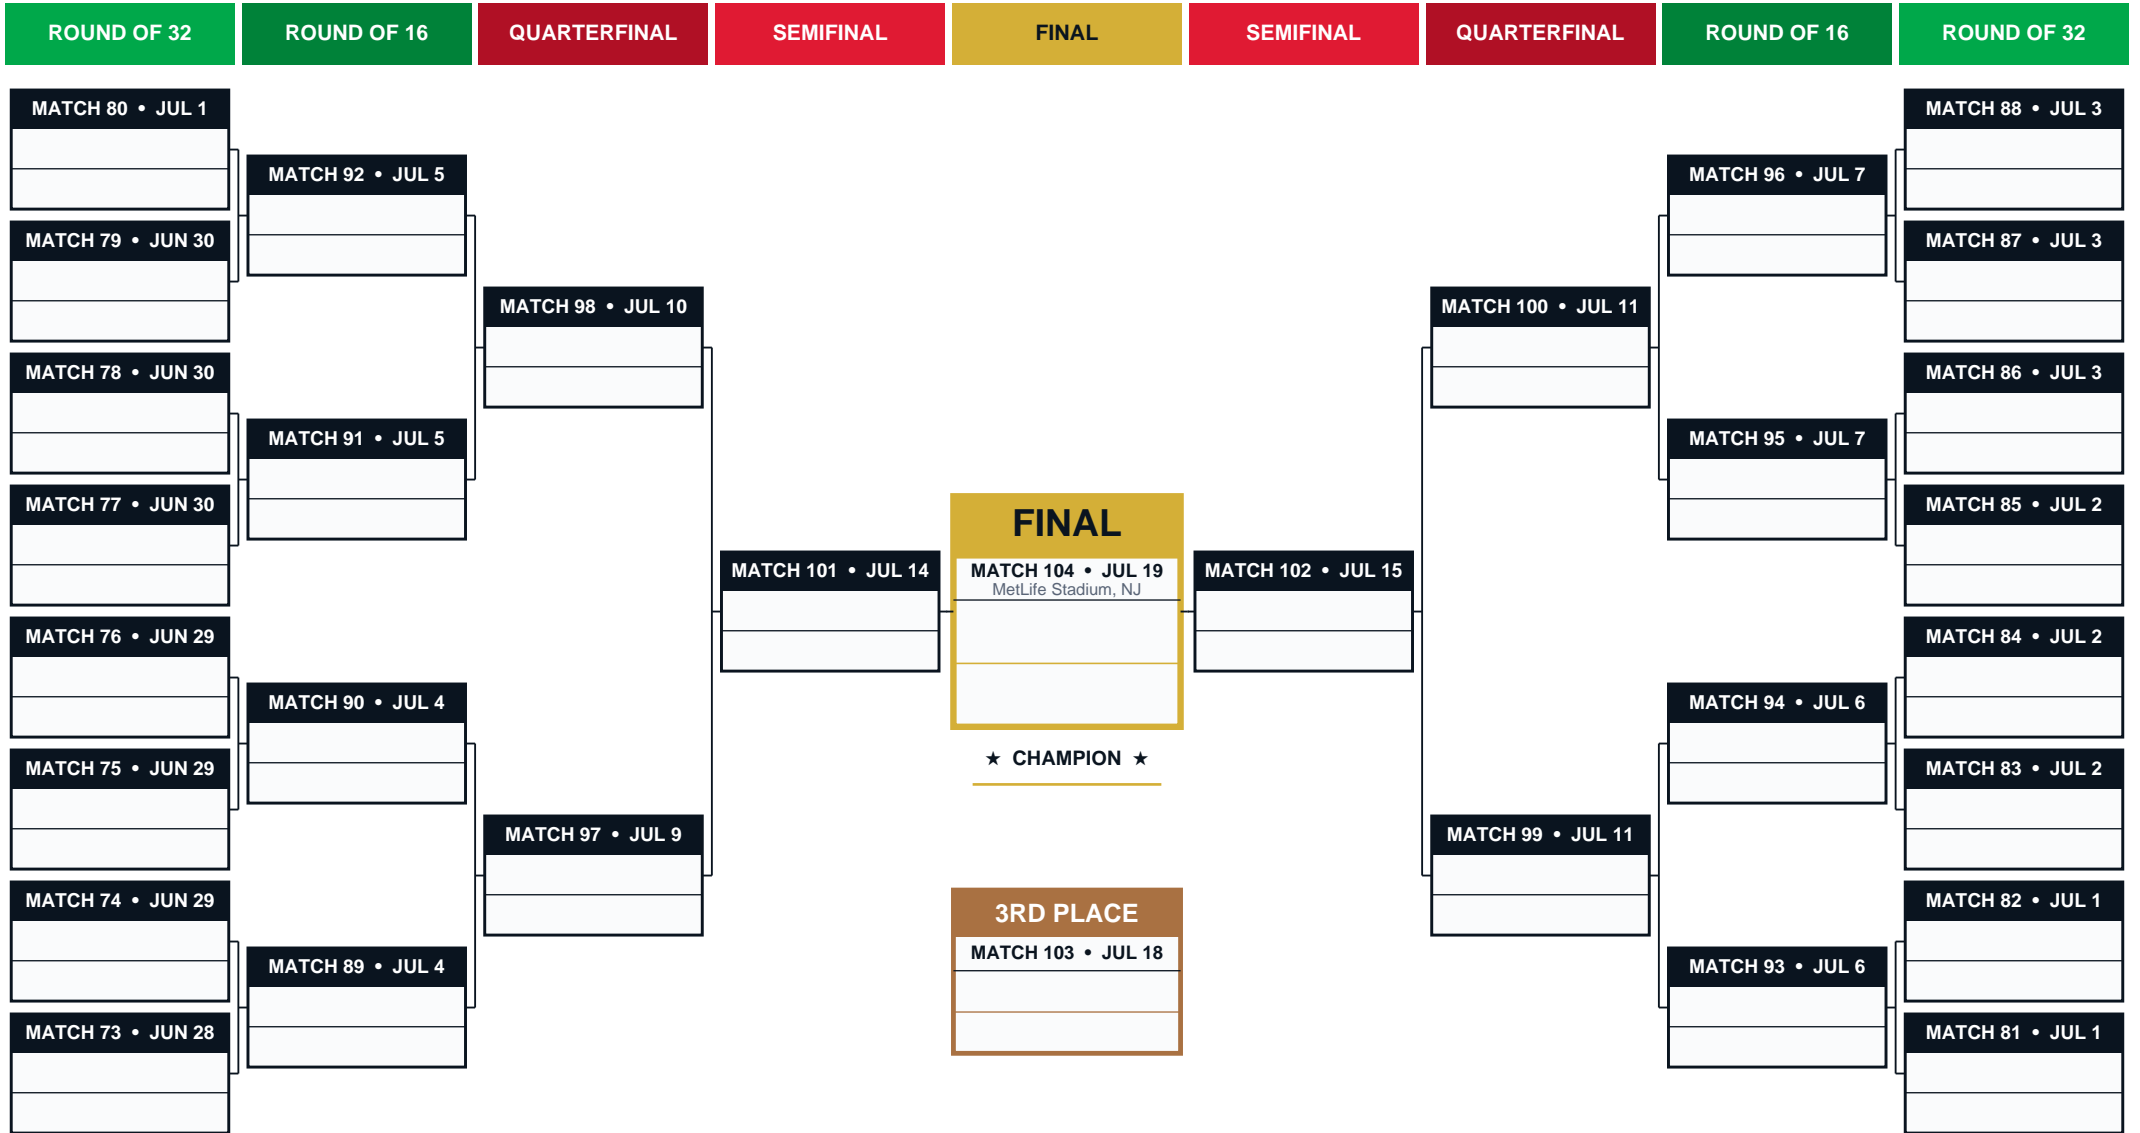 ROUND OF 32
ROUND OF 16
QUARTERFINAL
SEMIFINAL
FINAL
SEMIFINAL
QUARTERFINAL
ROUND OF 16
ROUND OF 32
MATCH 80 • JUL 1
MATCH 79 • JUN 30
MATCH 78 • JUN 30
MATCH 77 • JUN 30
MATCH 76 • JUN 29
MATCH 75 • JUN 29
MATCH 74 • JUN 29
MATCH 73 • JUN 28
MATCH 92 • JUL 5
MATCH 91 • JUL 5
MATCH 90 • JUL 4
MATCH 89 • JUL 4
MATCH 98 • JUL 10
MATCH 97 • JUL 9
MATCH 101 • JUL 14
FINAL
MATCH 104 • JUL 19
MetLife Stadium, NJ
★ CHAMPION ★
3RD PLACE
MATCH 103 • JUL 18
MATCH 102 • JUL 15
MATCH 100 • JUL 11
MATCH 99 • JUL 11
MATCH 96 • JUL 7
MATCH 95 • JUL 7
MATCH 94 • JUL 6
MATCH 93 • JUL 6
MATCH 88 • JUL 3
MATCH 87 • JUL 3
MATCH 86 • JUL 3
MATCH 85 • JUL 2
MATCH 84 • JUL 2
MATCH 83 • JUL 2
MATCH 82 • JUL 1
MATCH 81 • JUL 1